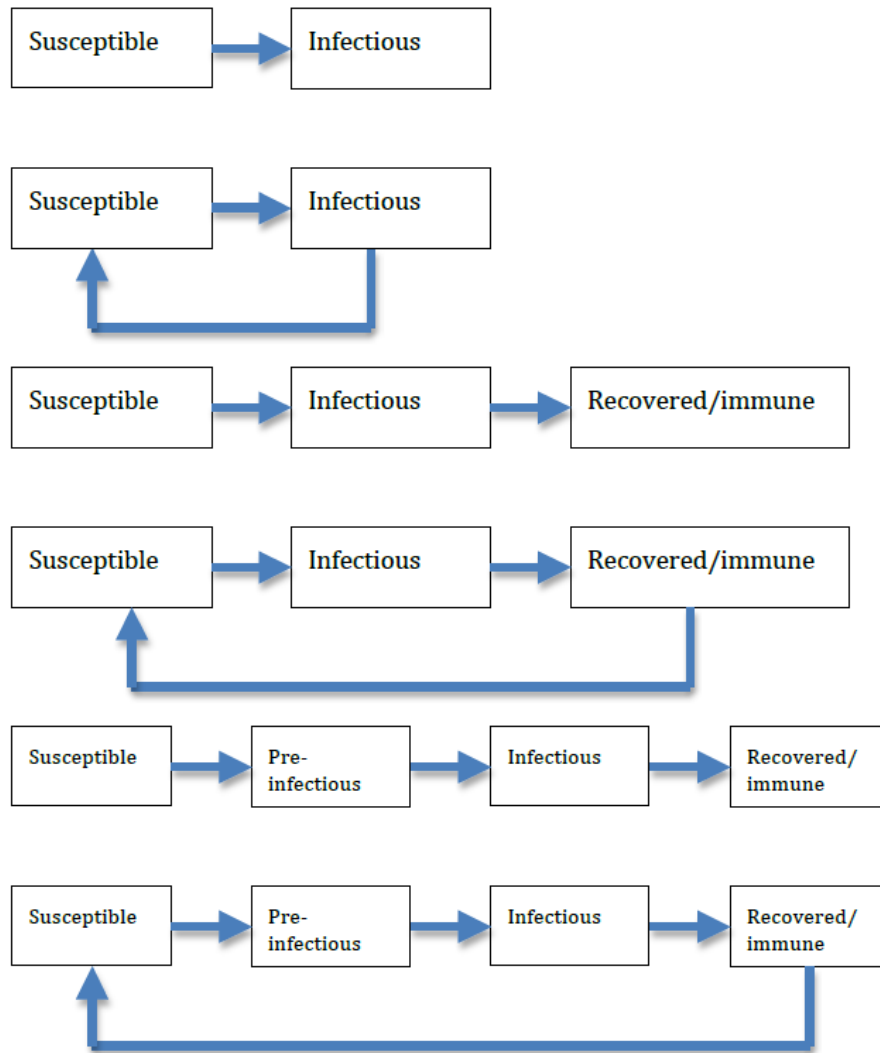 Susceptible
Infectious
Susceptible
Infectious
Susceptible
Infectious
Recovered/immune
Susceptible
Infectious
Recovered/immune
Susceptible
Pre-
infectious
Infectious
Recovered/
immune
Susceptible
Pre-
infectious
Infectious
Recovered/
immune